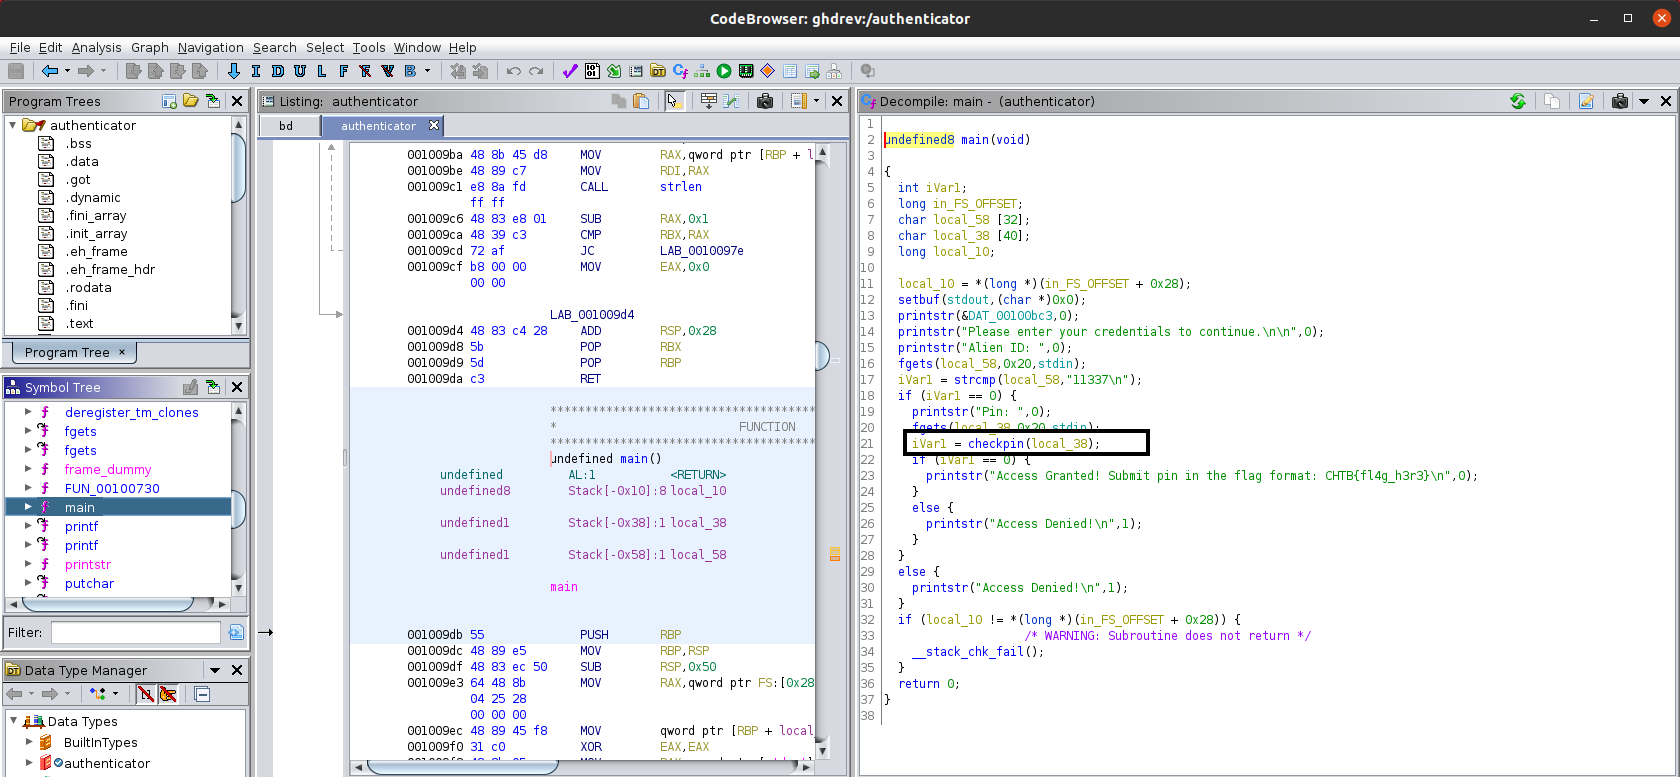 CodeBrowser: ghdrev:/authenticator
File Edit Analysis Graph Navigation Search Select Tools Window Help
I D U L F F V B
Program Trees
authenticator
.bss
.data
.got
.dynamic
.fini_array
.init_array
.eh_frame
.eh_frame_hdr
.rodata
.fini
.text
Program Tree ×
Symbol Tree
deregister_tm_clones
fgets
fgets
frame_dummy
FUN_00100730
main
printf
printf
printstr
putchar
Filter:
Data Type Manager
Data Types
BuiltInTypes
authenticator
Listing: authenticator
bd authenticator
001009ba 48 8b 45 d8 MOV RAX,qword ptr [RBP + l
001009be 48 89 c7 MOV RDI,RAX
001009c1 e8 8a fd CALL strlen
ff ff
001009c6 48 83 e8 01 SUB RAX,0x1
001009ca 48 39 c3 CMP RBX,RAX
001009cd 72 af JC LAB_0010097e
001009cf b8 00 00 MOV EAX,0x0
00 00
LAB_001009d4
001009d4 48 83 c4 28 ADD RSP,0x28
001009d8 5b POP RBX
001009d9 5d POP RBP
001009da c3 RET
**************************************
* FUNCTION
**************************************
undefined main()
undefined AL:1 <RETURN>
undefined8 Stack[-0x10]:8 local_10
undefined1 Stack[-0x38]:1 local_38
undefined1 Stack[-0x58]:1 local_58
main
001009db 55 PUSH RBP
001009dc 48 89 e5 MOV RBP,RSP
001009df 48 83 ec 50 SUB RSP,0x50
001009e3 64 48 8b MOV RAX,qword ptr FS:[0x28
04 25 28
00 00 00
001009ec 48 89 45 f8 MOV qword ptr [RBP + local
001009f0 31 c0 XOR EAX,EAX
Decompile: main - (authenticator)
1
2 undefined8 main(void)
3
4 {
5 int iVar1;
6 long in_FS_OFFSET;
7 char local_58 [32];
8 char local_38 [40];
9 long local_10;
10
11 local_10 = *(long *)(in_FS_OFFSET + 0x28);
12 setbuf(stdout,(char *)0x0);
13 printstr(&DAT_00100bc3,0);
14 printstr("Please enter your credentials to continue.\n\n",0);
15 printstr("Alien ID: ",0);
16 fgets(local_58,0x20,stdin);
17 iVar1 = strcmp(local_58,"11337\n");
18 if (iVar1 == 0) {
19 printstr("Pin: ",0);
20 fgets(local_38,0x20,stdin);
21 iVar1 = checkpin(local_38);
22 if (iVar1 == 0) {
23 printstr("Access Granted! Submit pin in the flag format: CHTB{fl4g_h3r3}\n",0);
24 }
25 else {
26 printstr("Access Denied!\n",1);
27 }
28 }
29 else {
30 printstr("Access Denied!\n",1);
31 }
32 if (local_10 != *(long *)(in_FS_OFFSET + 0x28)) {
33 /* WARNING: Subroutine does not return */
34 __stack_chk_fail();
35 }
36 return 0;
37 }
38